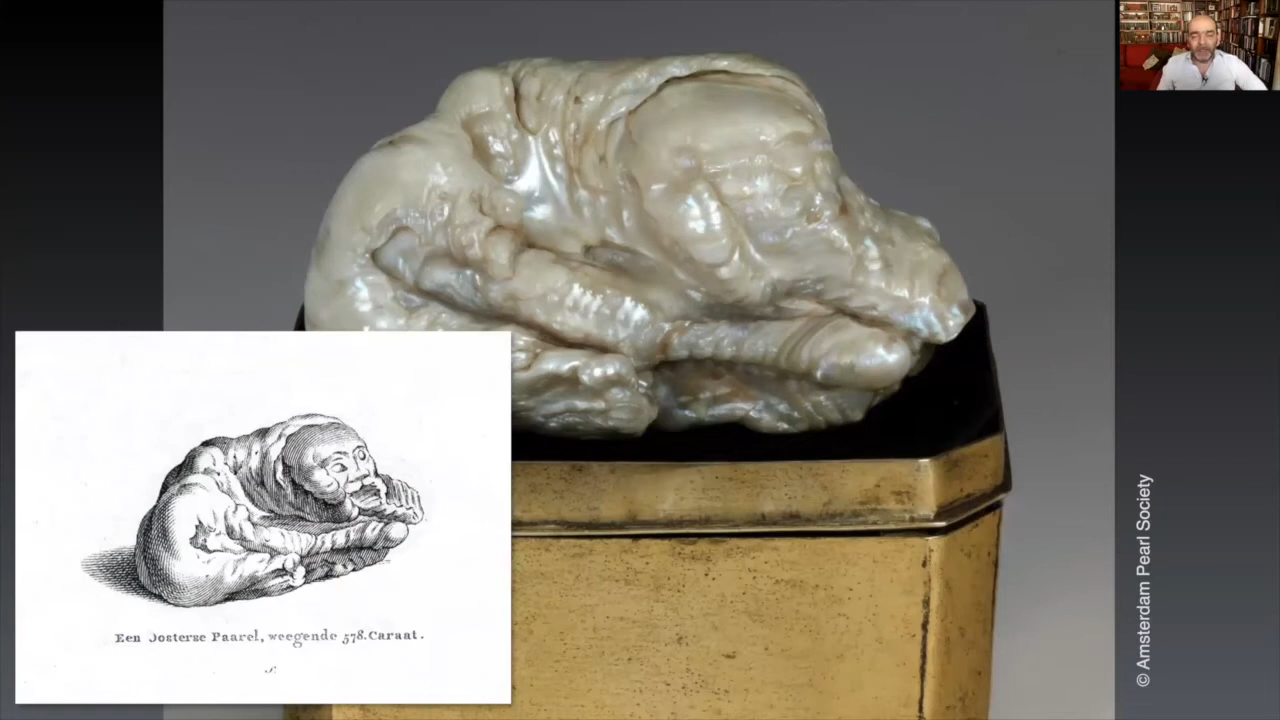 Een Oosterse Paarel, weegende 578. Caraat.
© Amsterdam Pearl Society